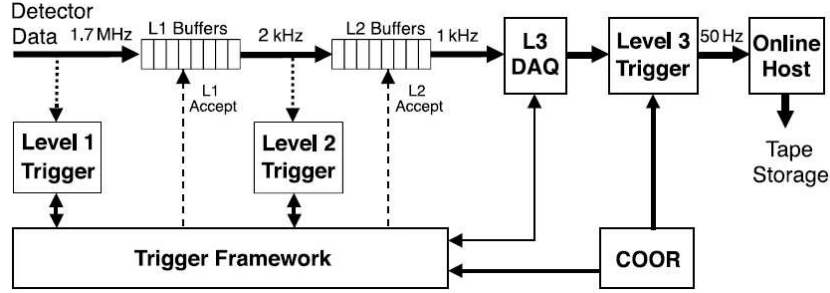 Detector
Data
1.7 MHz
L1 Buffers
2 kHz
L2 Buffers
1 kHz
L3
DAQ
Level 3
Trigger
50 Hz
Online
Host
L1
Accept
L2
Accept
Level 1
Trigger
Level 2
Trigger
Tape
Storage
Trigger Framework
COOR